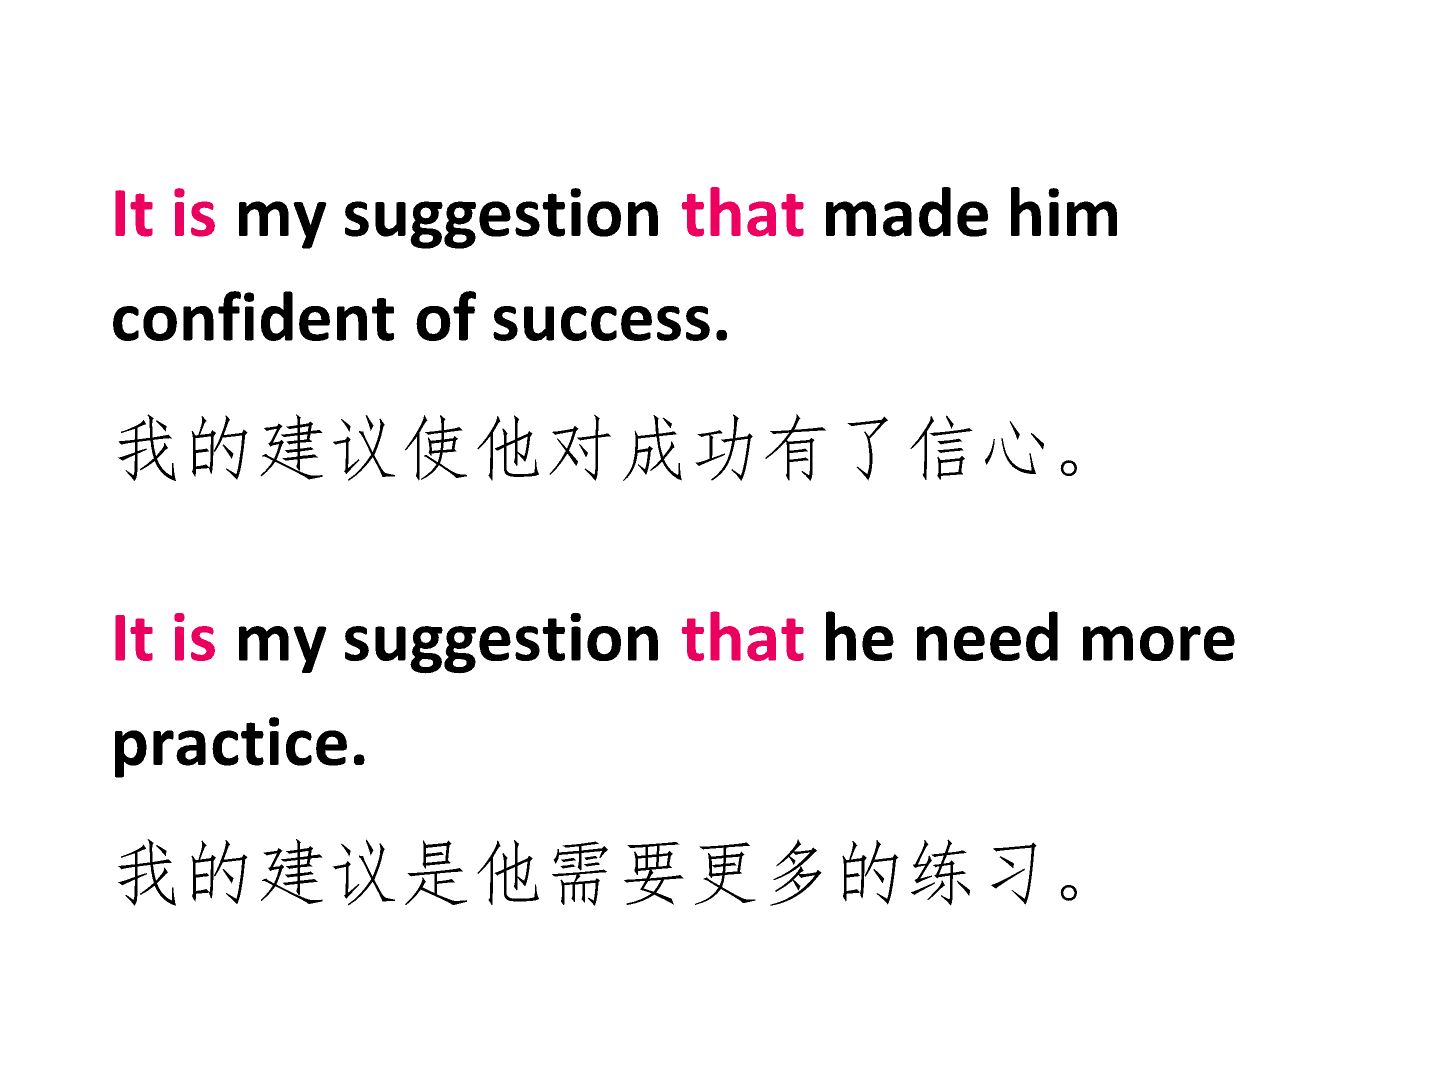 It is my suggestion that made him
confident of success.
我的建议使他对成功有了信心。
It is my suggestion that he need more
practice.
我的建议是他需要更多的练习。